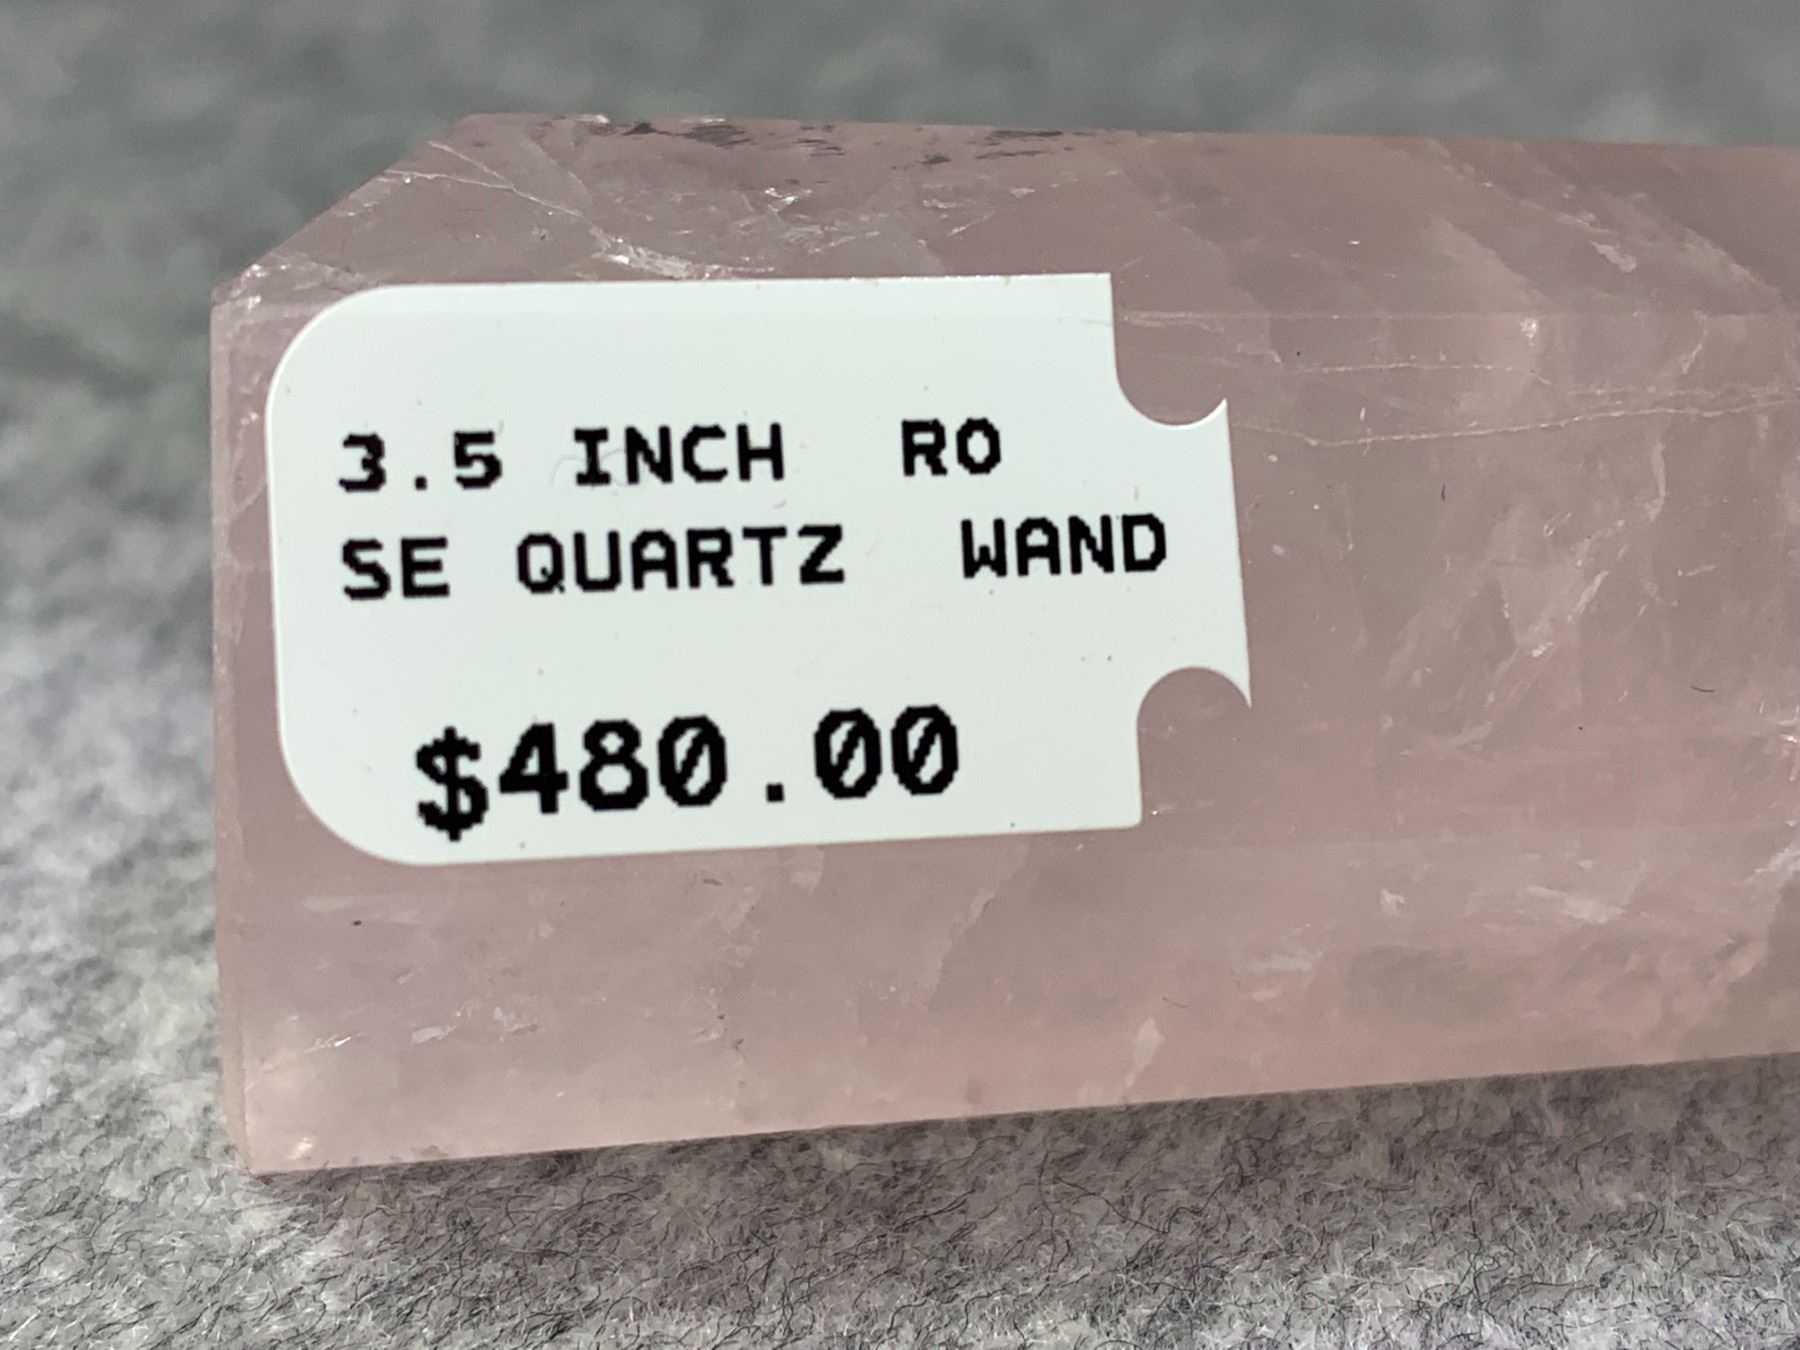 3.5 INCH RO
SE QUARTZ WAND
$480.00